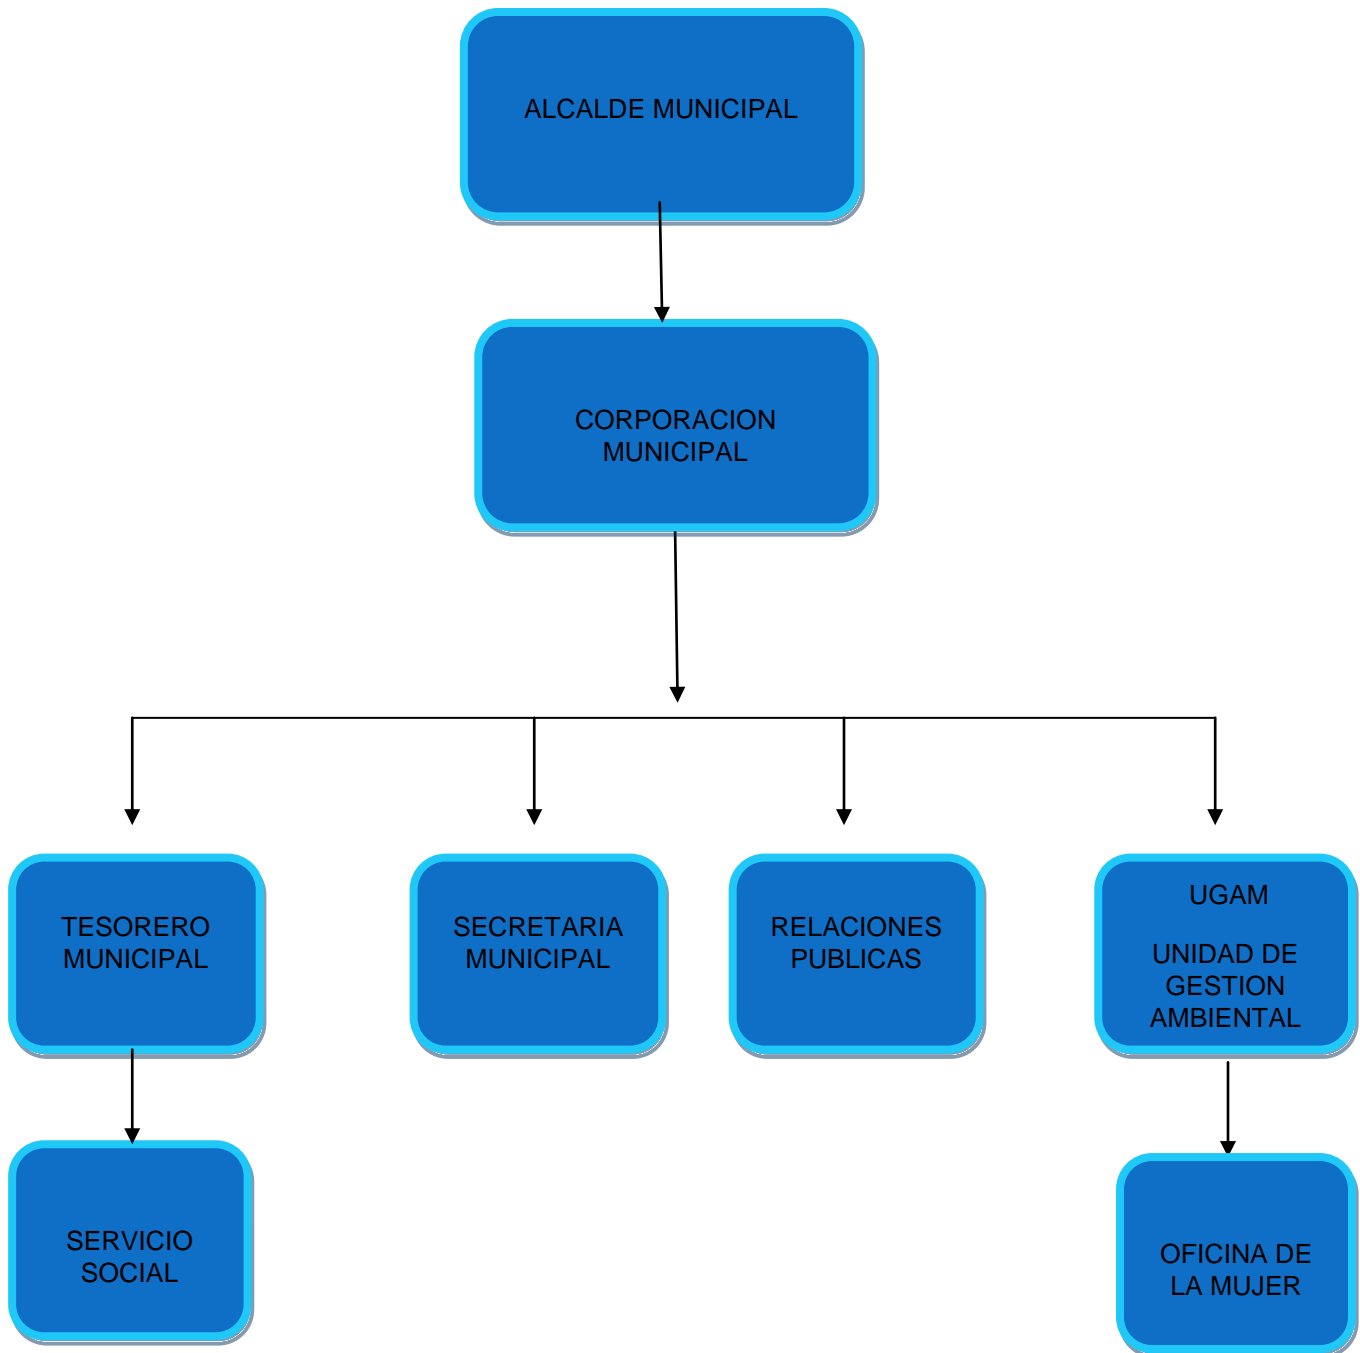 ALCALDE MUNICIPAL
CORPORACION
MUNICIPAL
TESORERO
MUNICIPAL
SECRETARIA
MUNICIPAL
RELACIONES
PUBLICAS
UGAM
UNIDAD DE
GESTION
AMBIENTAL
SERVICIO
SOCIAL
OFICINA DE
LA MUJER